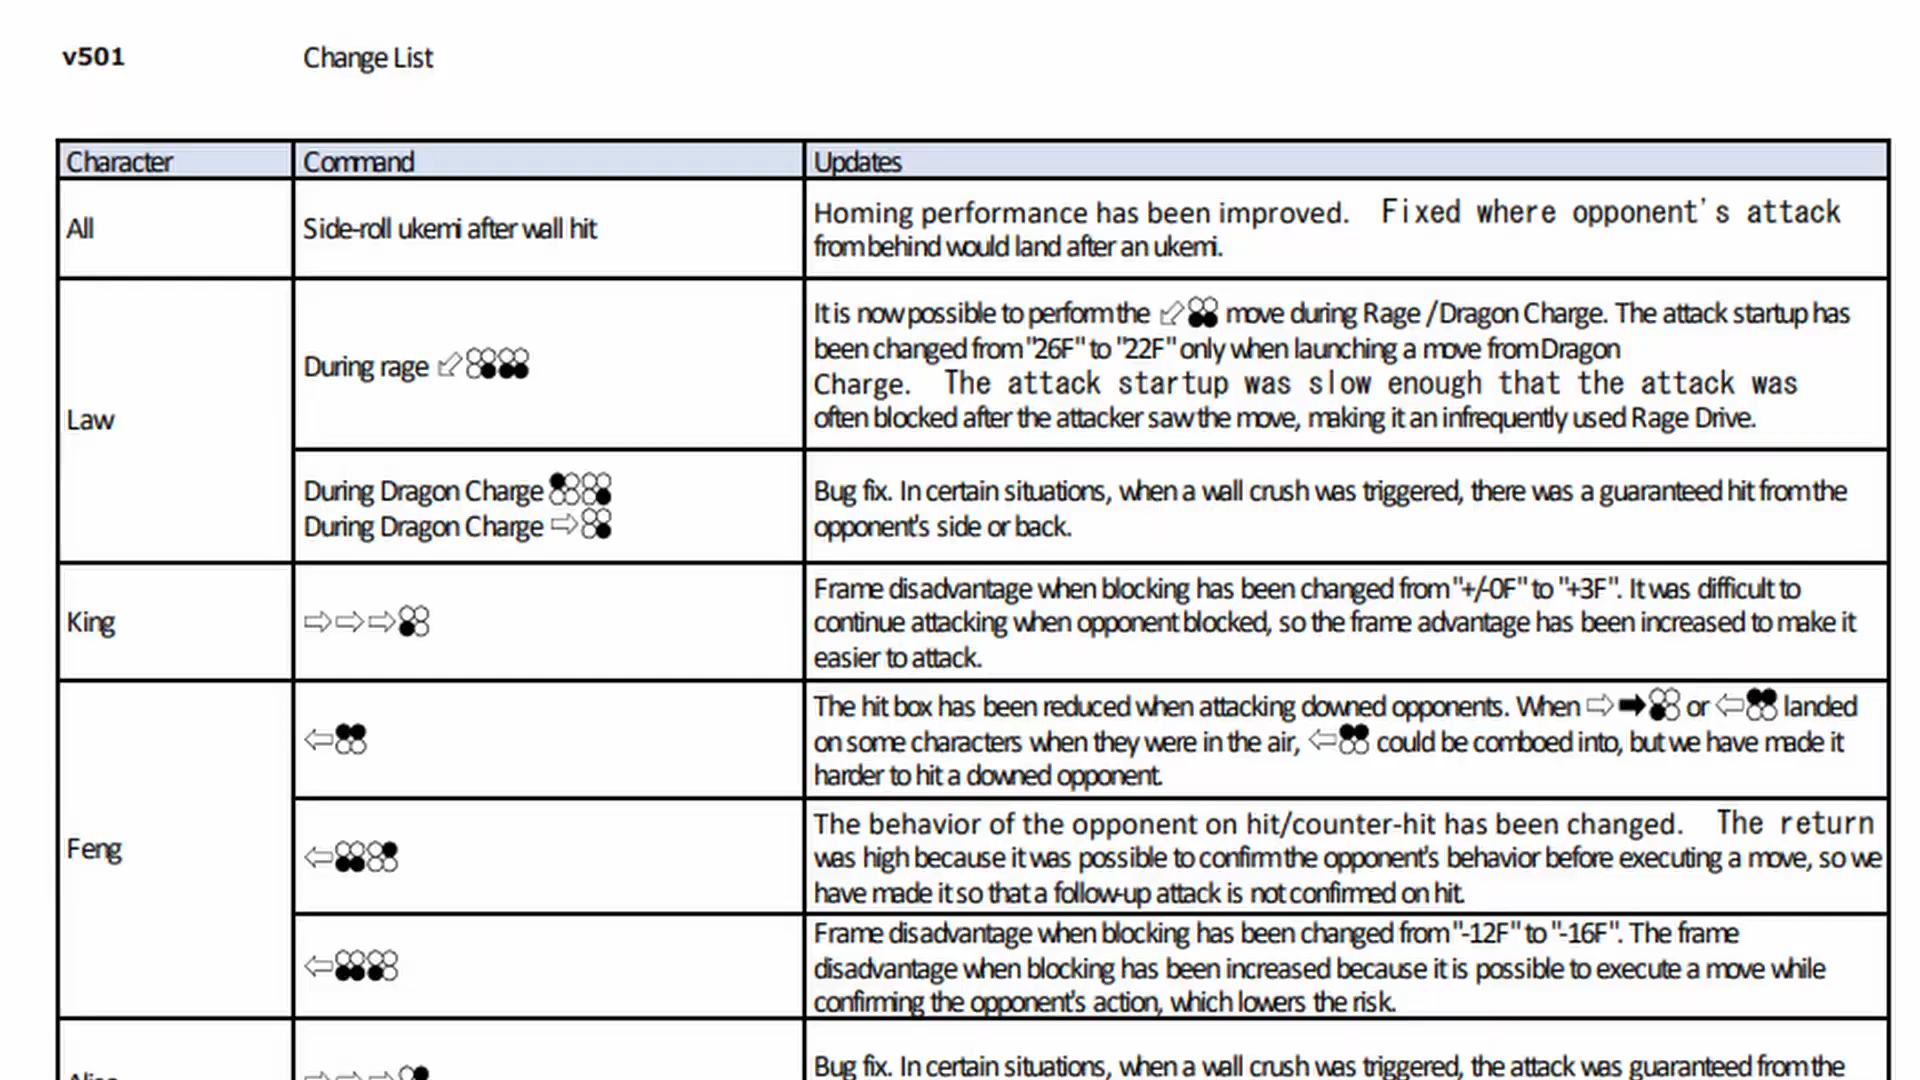 v501 Change List
Character Command Updates
All
Side-roll ukemi after wall hit
Homing performance has been improved. Fixed where opponent's attack
from behind would land after an ukemi.
Law
During rage
It is now possible to perform the move during Rage / Dragon Charge. The attack startup has
been changed from "26F" to "22F" only when launching a move from Dragon
Charge. The attack startup was slow enough that the attack was
often blocked after the attacker saw the move, making it an infrequently used Rage Drive.
During Dragon Charge
During Dragon Charge
Bug fix. In certain situations, when a wall crush was triggered, there was a guaranteed hit from the
opponent's side or back.
King
Frame disadvantage when blocking has been changed from "+/-0F" to "+3F". It was difficult to
continue attacking when opponent blocked, so the frame advantage has been increased to make it
easier to attack.
Feng
The hit box has been reduced when attacking downed opponents. When or landed
on some characters when they were in the air, could be comboed into, but we have made it
harder to hit a downed opponent.
The behavior of the opponent on hit/counter-hit has been changed. The return
was high because it was possible to confirm the opponent's behavior before executing a move, so we
have made it so that a follow-up attack is not confirmed on hit.
Frame disadvantage when blocking has been changed from "-12F" to "-16F". The frame
disadvantage when blocking has been increased because it is possible to execute a move while
confirming the opponent's action, which lowers the risk.
Bug fix. In certain situations, when a wall crush was triggered, the attack was guaranteed from the